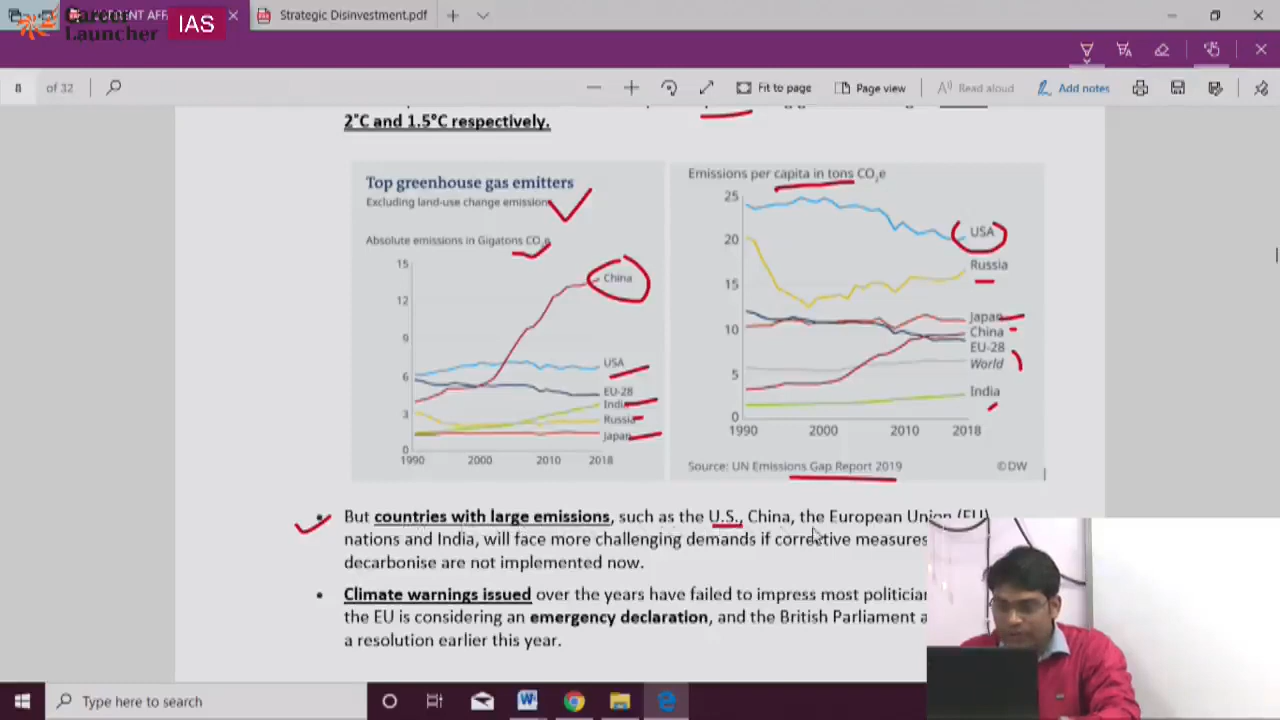 Career
Launcher
IAS
CURRENT AFF
Strategic Disinvestment.pdf
8 of 32
Fit to page
Page view
Read aloud
Add notes
2°C and 1.5°C respectively.
Top greenhouse gas emitters
Excluding land-use change emissions
Absolute emissions in Gigatons CO₂e
15
12
9
6
3
0
China
USA
EU-28
India
Russia
Japan
1990 2000 2010 2018
Emissions per capita in tons CO₂e
25
20
15
10
5
0
USA
Russia
Japan
China
EU-28
World
India
1990 2000 2010 2018
Source: UN Emissions Gap Report 2019 ©DW
• But countries with large emissions, such as the U.S., China, the European Union (EU)
nations and India, will face more challenging demands if corrective measures
decarbonise are not implemented now.
• Climate warnings issued over the years have failed to impress most politician
the EU is considering an emergency declaration, and the British Parliament a
a resolution earlier this year.
Type here to search